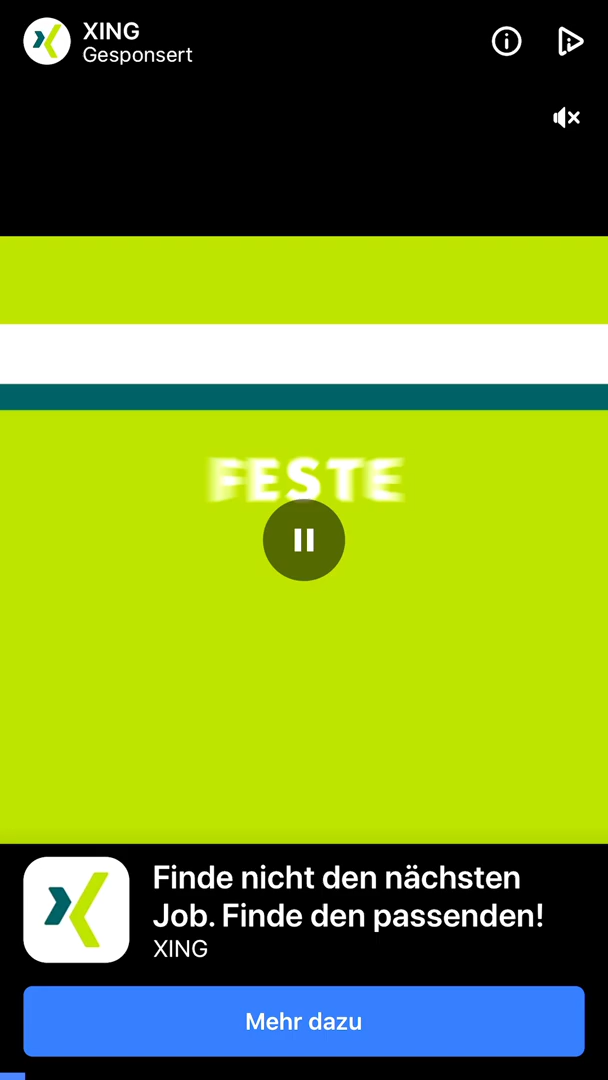 XING
Gesponsert
FESTE
Finde nicht den nächsten
Job. Finde den passenden!
XING
Mehr dazu